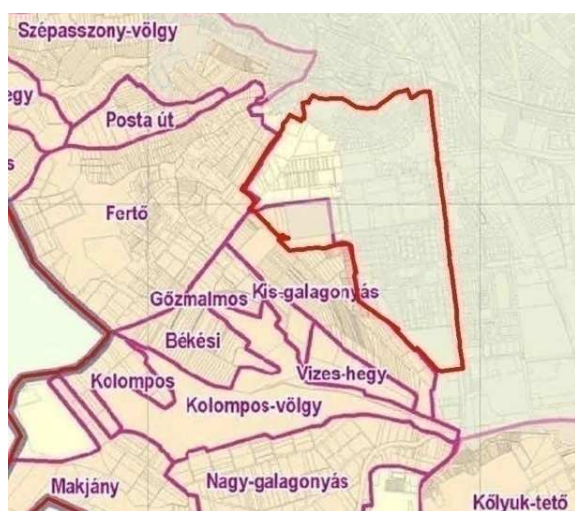 Szépasszony-völgy
egy
Posta út
s
Fertő
Gőzmalmos
Kis-galagonyás
Békési
Kolompos
Vizes-hegy
Kolompos-völgy
Makjány
Nagy-galagonyás
Kőlyuk-tető